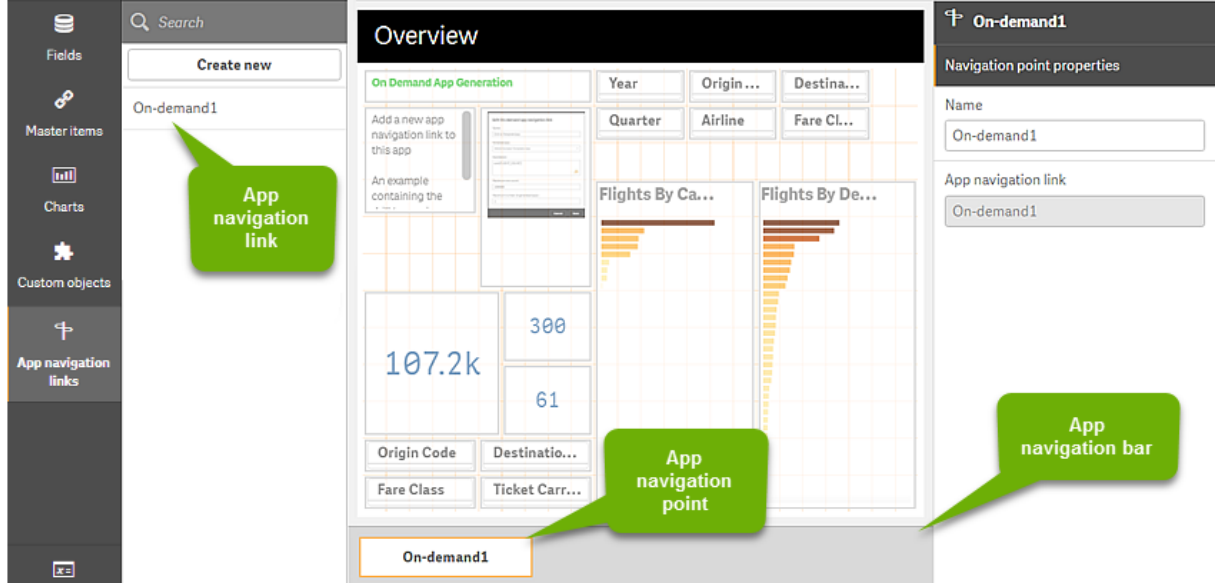 Fields
Master items
Charts
Custom objects
App navigation
links
x=
Search
Create new
On-demand1
App
navigation
link
Overview
On Demand App Generation
Add a new app
navigation link to
this app
An example
containing the
Year
Origin ...
Destina...
Quarter
Airline
Fare Cl...
Flights By Ca...
Flights By De...
107.2k
300
61
Origin Code
Destinatio...
Fare Class
Ticket Carr...
App
navigation
point
On-demand1
App
navigation bar
On-demand1
Navigation point properties
Name
On-demand1
App navigation link
On-demand1